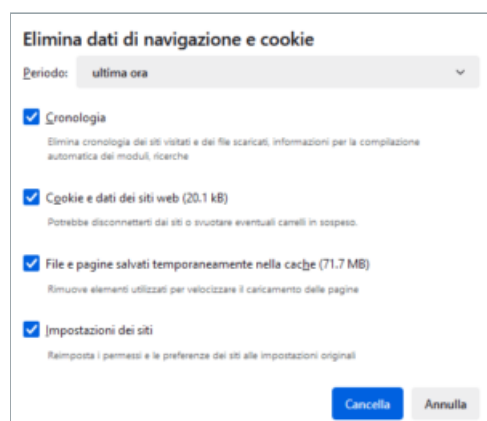 Elimina dati di navigazione e cookie
Periodo: ultima ora
Cronologia
Elimina cronologia dei siti visitati e dei file scaricati, informazioni per la compilazione
automatica dei moduli, ricerche
Cookie e dati dei siti web (20.1 kB)
Potrebbe disconnetterti dai siti o svuotare eventuali carrelli in sospeso.
File e pagine salvati temporaneamente nella cache (71.7 MB)
Rimuove elementi utilizzati per velocizzare il caricamento delle pagine
Impostazioni dei siti
Reimposta i permessi e le preferenze dei siti alle impostazioni originali
Cancella Annulla